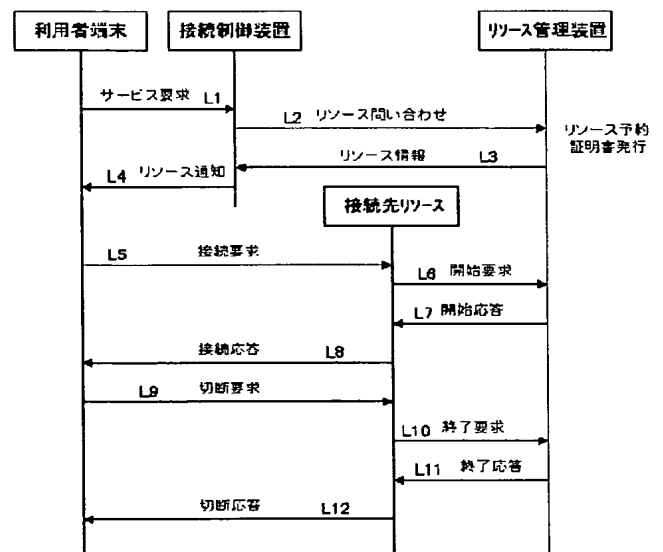 利用者端末
接続制御装置
リソース管理装置
サービス要求 L1
L2 リソース問い合わせ
リソース予約
証明書発行
リソース情報 L3
L4 リソース通知
接続先リソース
L5 接続要求
L6 開始要求
L7 開始応答
接続応答 L8
L9 切断要求
L10 終了要求
L11 終了応答
切断応答 L12